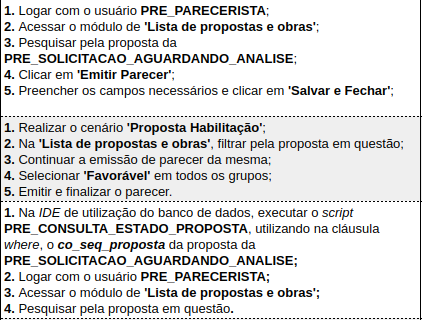 1. Logar com o usuário PRE_PARECERISTA;
2. Acessar o módulo de 'Lista de propostas e obras';
3. Pesquisar pela proposta da
PRE_SOLICITACAO_AGUARDANDO_ANALISE;
4. Clicar em 'Emitir Parecer';
5. Preencher os campos necessários e clicar em 'Salvar e Fechar';
1. Realizar o cenário 'Proposta Habilitação';
2. Na 'Lista de propostas e obras', filtrar pela proposta em questão;
3. Continuar a emissão de parecer da mesma;
4. Selecionar 'Favorável' em todos os grupos;
5. Emitir e finalizar o parecer.
1. Na IDE de utilização do banco de dados, executar o script
PRE_CONSULTA_ESTADO_PROPOSTA, utilizando na cláusula
where, o co_seq_proposta da proposta da
PRE_SOLICITACAO_AGUARDANDO_ANALISE;
2. Logar com o usuário PRE_PARECERISTA;
3. Acessar o módulo de 'Lista de propostas e obras';
4. Pesquisar pela proposta em questão.